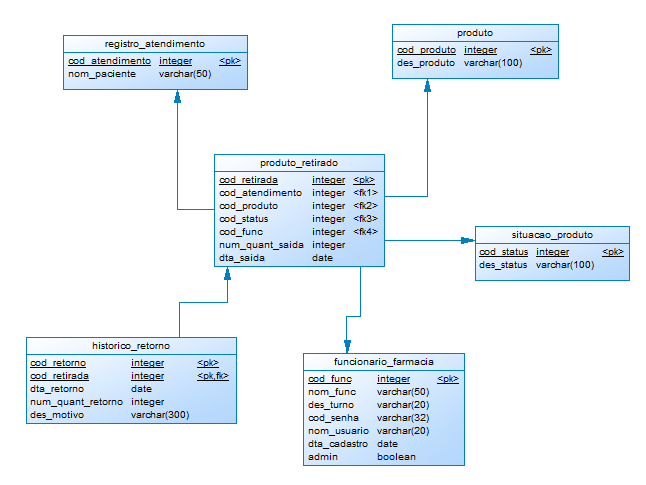 registro_atendimento
cod_atendimento integer <pk>
nom_paciente varchar(50)
produto
cod_produto integer <pk>
des_produto varchar(100)
produto_retirado
cod_retirada integer <pk>
cod_atendimento integer <fk1>
cod_produto integer <fk2>
cod_status integer <fk3>
cod_func integer <fk4>
num_quant_saida integer
dta_saida date
situacao_produto
cod_status integer <pk>
des_status varchar(100)
historico_retorno
cod_retorno integer <pk>
cod_retirada integer <pk,fk>
dta_retorno date
num_quant_retorno integer
des_motivo varchar(300)
funcionario_farmacia
cod_func integer <pk>
nom_func varchar(50)
des_turno varchar(20)
cod_senha varchar(32)
nom_usuario varchar(20)
dta_cadastro date
admin boolean